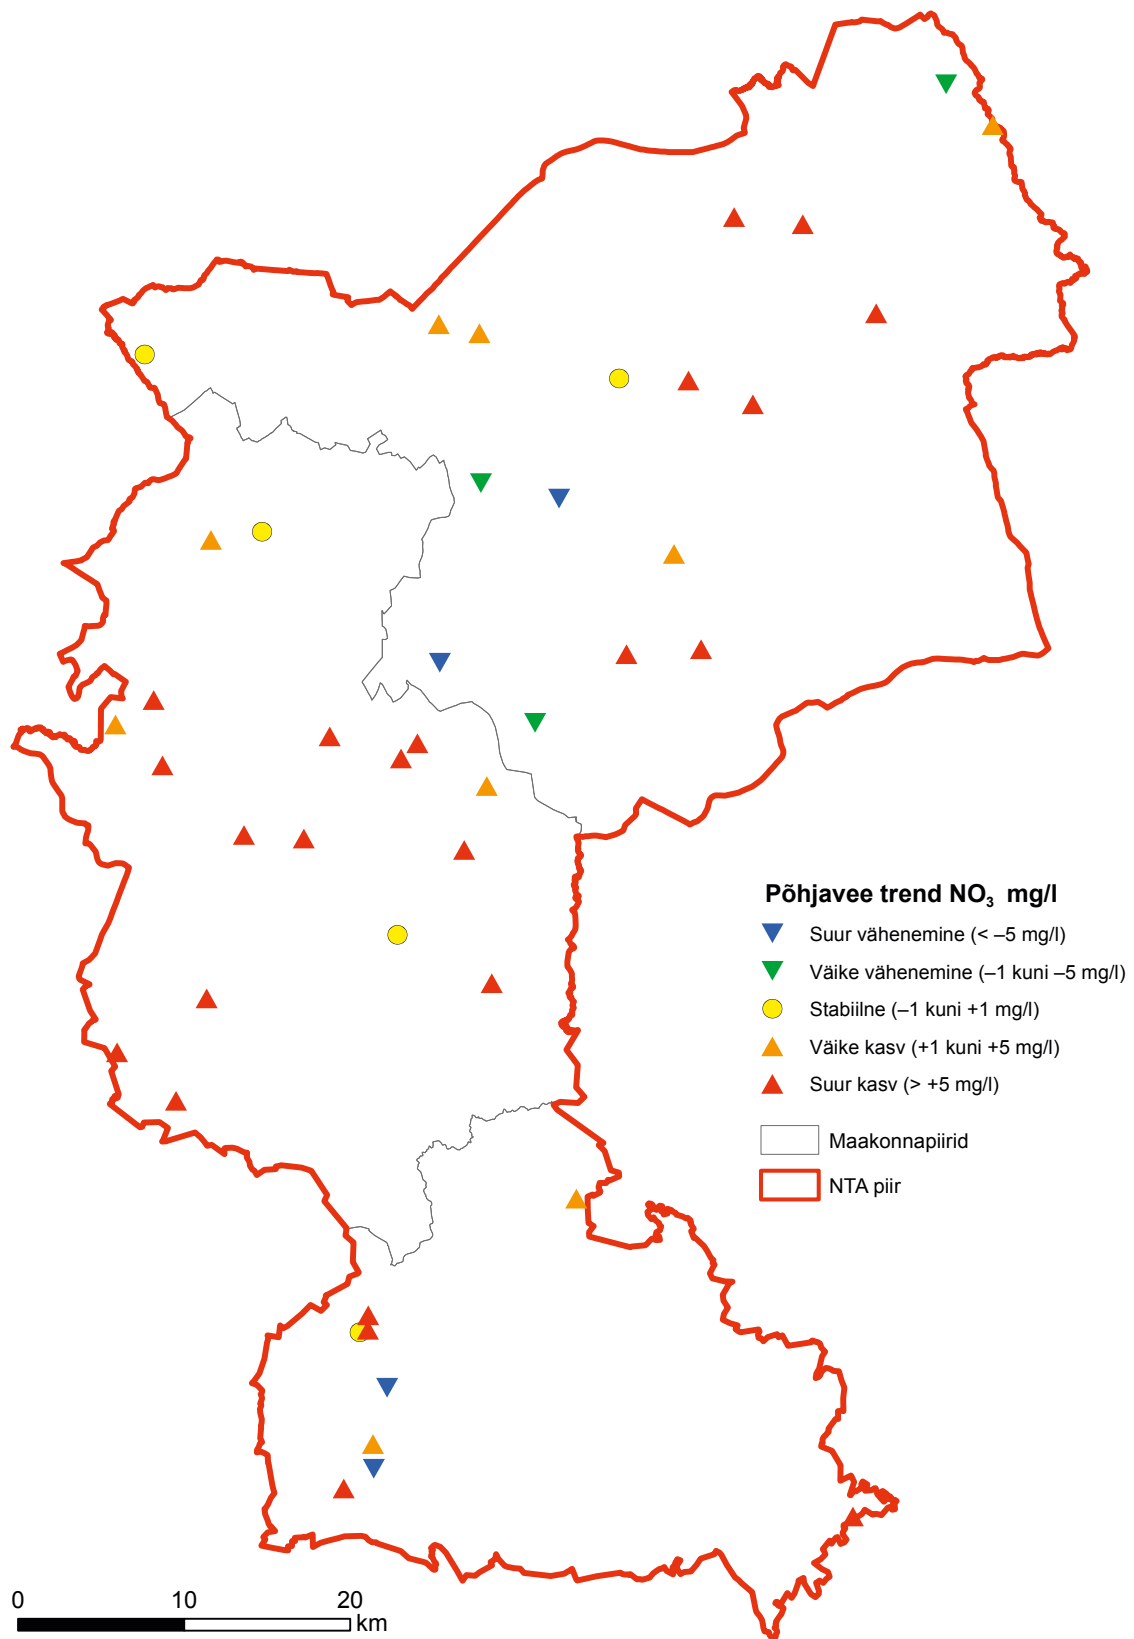 Põhjavee trend NO₃ mg/l
Suur vähenemine (< –5 mg/l)
Väike vähenemine (–1 kuni –5 mg/l)
Stabiilne (–1 kuni +1 mg/l)
Väike kasv (+1 kuni +5 mg/l)
Suur kasv (> +5 mg/l)
Maakonnapiirid
NTA piir
0 10 20
km